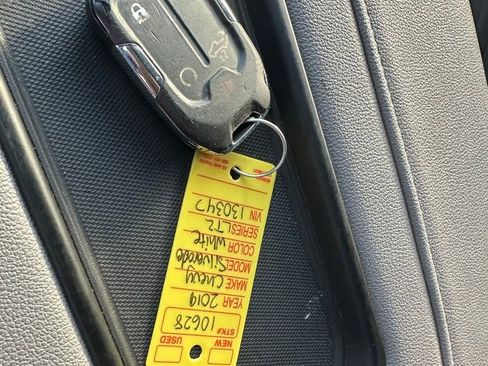 NEW USED
STK# 10628
YEAR 2019
MAKE Chevy
MODEL Silverado
COLOR White
SERIES LTZ
VIN 130347